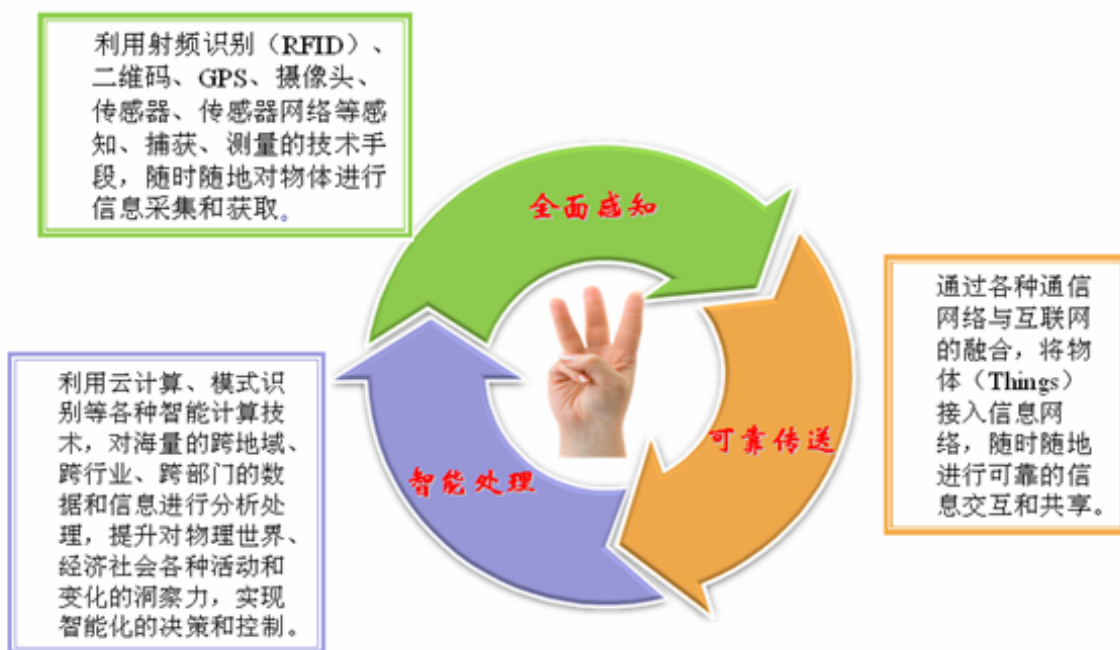 利用射频识别（RFID）、
二维码、GPS、摄像头、
传感器、传感器网络等感
知、捕获、测量的技术手
段，随时随地对物体进行
信息采集和获取。
全面感知
通过各种通信
网络与互联网
的融合，将物
体（Things）
接入信息网
络，随时随地
进行可靠的信
息交互和共享。
可靠传送
利用云计算、模式识
别等各种智能计算技
术，对海量的跨地域、
跨行业、跨部门的数
据和信息进行分析处
理，提升对物理世界、
经济社会各种活动和
变化的洞察力，实现
智能化的决策和控制。
智能处理